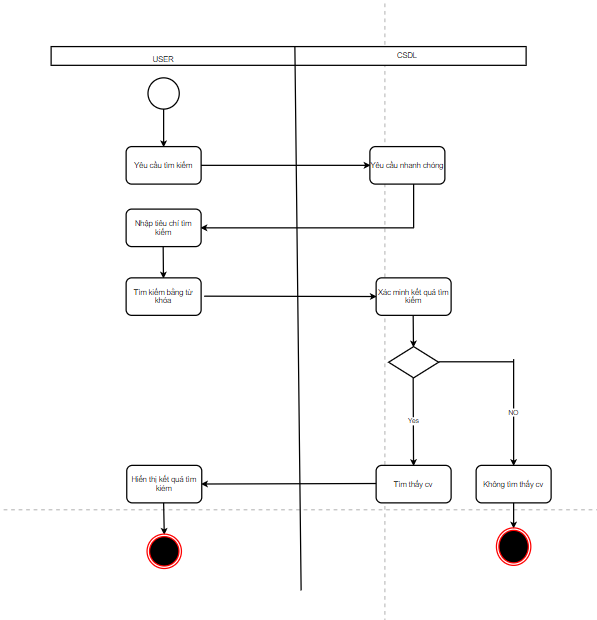 USER
CSDL
Yêu cầu tìm kiếm
Yêu cầu nhanh chóng
Nhập tiêu chí tìm
kiếm
Tìm kiếm bằng từ
khóa
Xác minh kết quả tìm
kiếm
Yes
NO
Hiển thị kết quả tìm
kiếm
Tìm thấy cv
Không tìm thấy cv